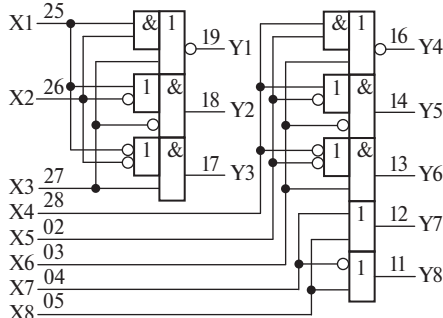 X1 25 & 1 19 Y1 & 1 16 Y4
X2 26 1 & 18 Y2 1 & 14 Y5
1 & 17 Y3 1 & 13 Y6
X3 27
X4 28
X5 02 1 12 Y7
X6 03
X7 04 1 11 Y8
X8 05